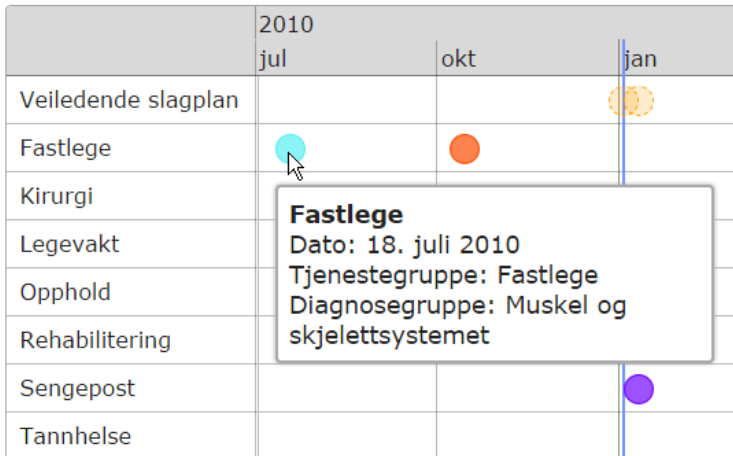 2010
jul okt jan
Veiledende slagplan
Fastlege
Kirurgi
Legevakt
Opphold
Rehabilitering
Sengepost
Tannhelse
Fastlege
Dato: 18. juli 2010
Tjenestegruppe: Fastlege
Diagnosegruppe: Muskel og
skjelettsystemet